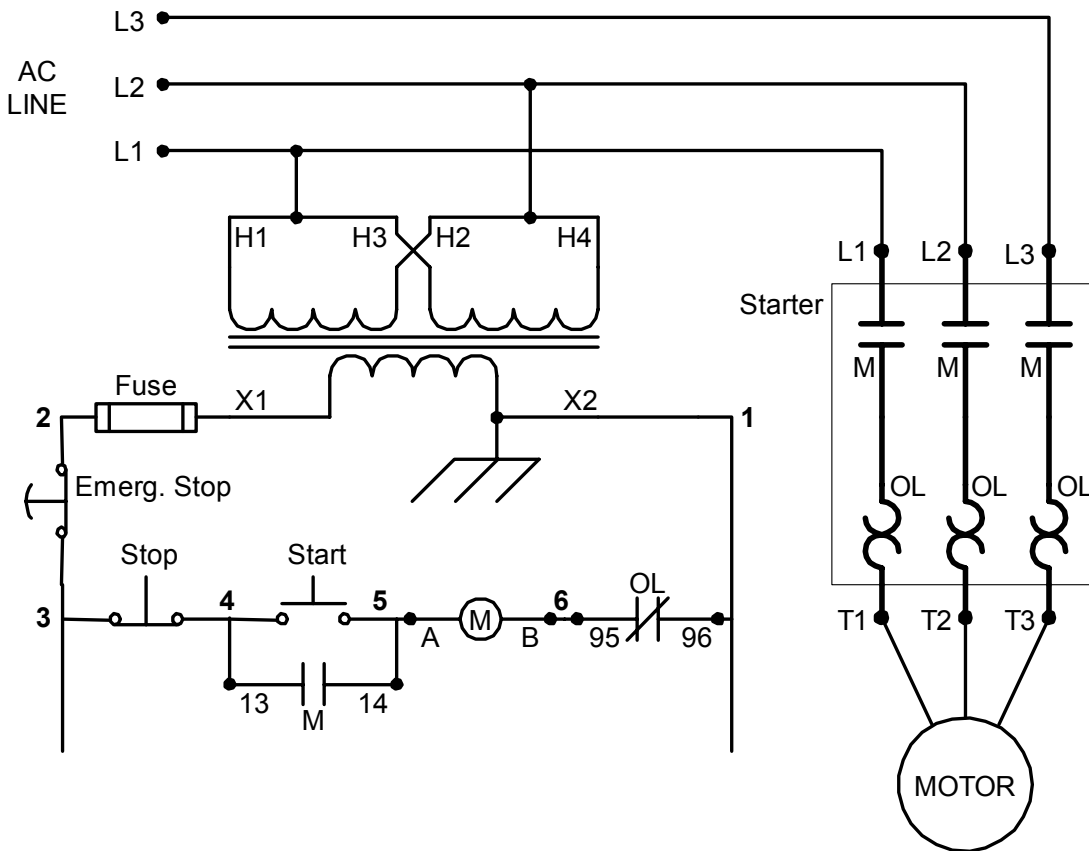 L3
AC
LINE
L2
L1
H1 H3 H2 H4
L1 L2 L3
Starter
M M M
Fuse
2 X1 X2 1
Emerg. Stop
OL OL OL
Stop Start OL
3 4 5 M 6
A B 95 96
T1 T2 T3
13 14
M
MOTOR